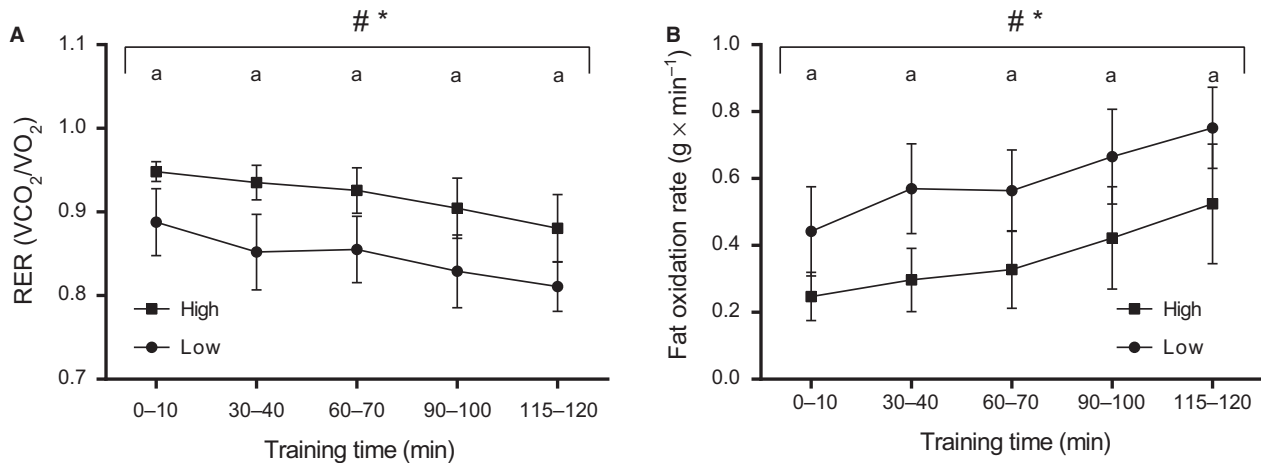 A
# *
1.1
a a a a a
1.0
0.9
0.8
0.7
RER (VCO2/VO2)
High
Low
0–10 30–40 60–70 90–100 115–120
Training time (min)
B
# *
1.0
a a a a a
0.8
0.6
0.4
0.2
0.0
Fat oxidation rate (g × min−1)
High
Low
0–10 30–40 60–70 90–100 115–120
Training time (min)